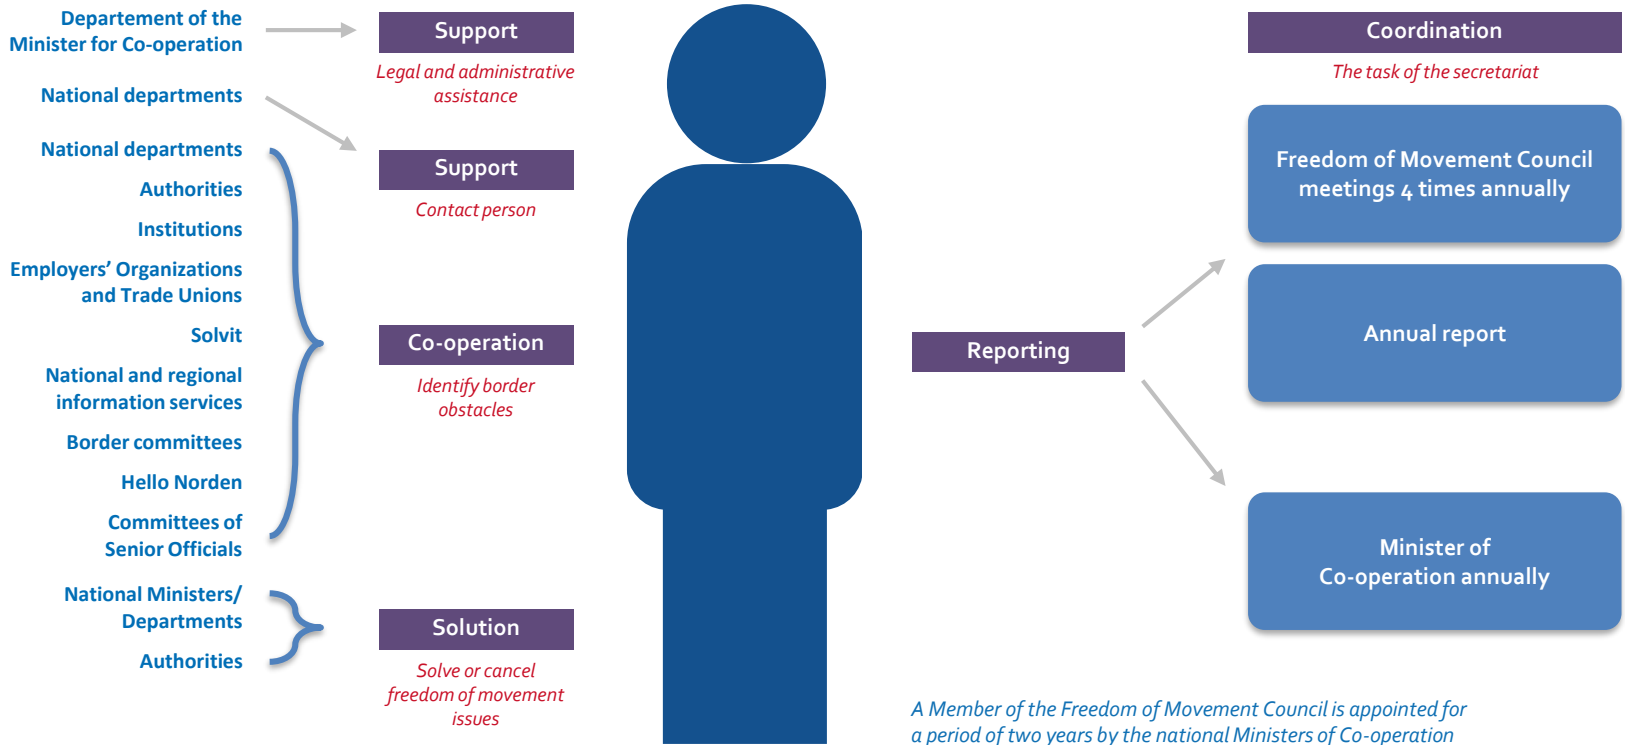 Departement of the
Minister for Co-operation
National departments
National departments
Authorities
Institutions
Employers’ Organizations
and Trade Unions
Solvit
National and regional
information services
Border committees
Hello Norden
Committees of
Senior Officials
National Ministers/
Departments
Authorities
Support
Legal and administrative
assistance
Support
Contact person
Co-operation
Identify border
obstacles
Solution
Solve or cancel
freedom of movement
issues
Reporting
Coordination
The task of the secretariat
Freedom of Movement Council
meetings 4 times annually
Annual report
Minister of
Co-operation annually
A Member of the Freedom of Movement Council is appointed for
a period of two years by the national Ministers of Co-operation